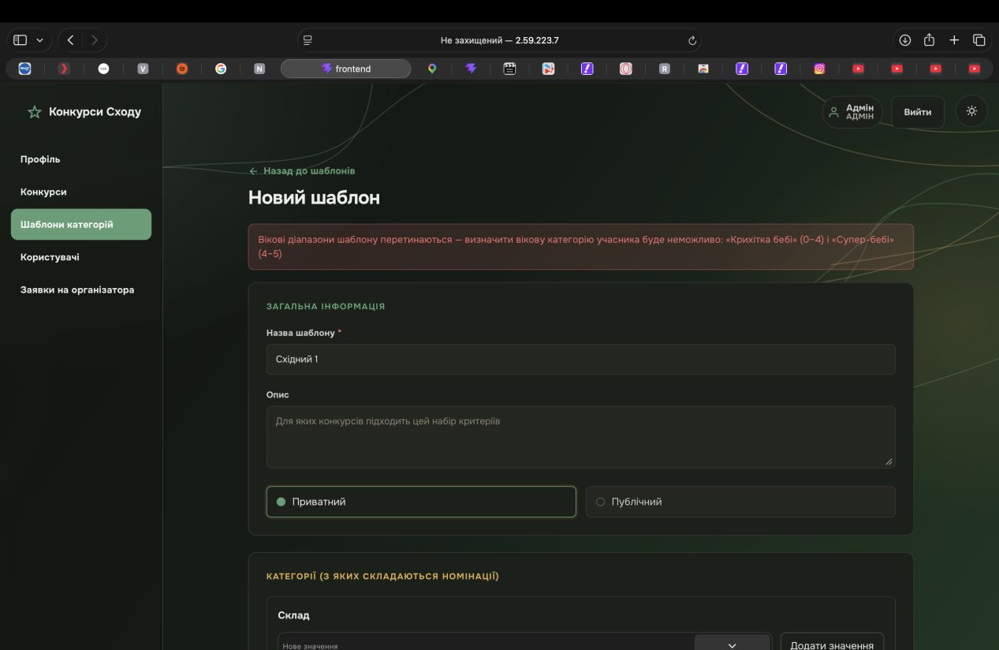 Не захищений — 2.59.223.7
V
N
frontend
R
Конкурси Сходу
Адмін
АДМІН
Вийти
Профіль
Конкурси
Шаблони категорій
Користувачі
Заявки на організатора
← Назад до шаблонів
Новий шаблон
Вікові діапазони шаблону перетинаються — визначити вікову категорію учасника буде неможливо: «Крихітка бебі» (0–4) і «Супер-бебі»
(4–5)
ЗАГАЛЬНА ІНФОРМАЦІЯ
Назва шаблону *
Східний 1
Опис
Для яких конкурсів підходить цей набір критеріїв
Приватний
Публічний
КАТЕГОРІЇ (З ЯКИХ СКЛАДАЮТЬСЯ НОМІНАЦІЇ)
Склад
Нове значення
Додати значення